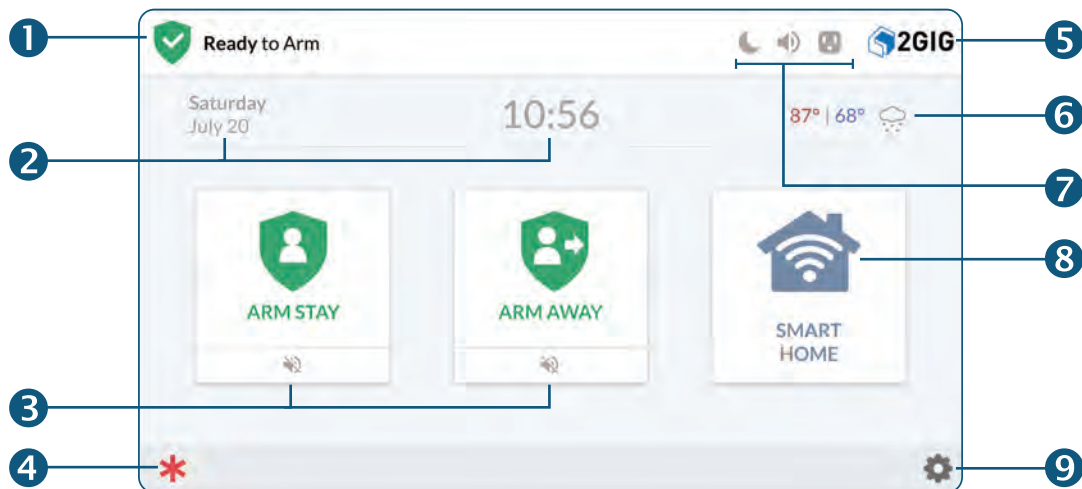 1
Ready to Arm
2GIG
5
Saturday
July 20
10:56
87° | 68°
6
2
7
ARM STAY
ARM AWAY
SMART
HOME
8
3
4
9